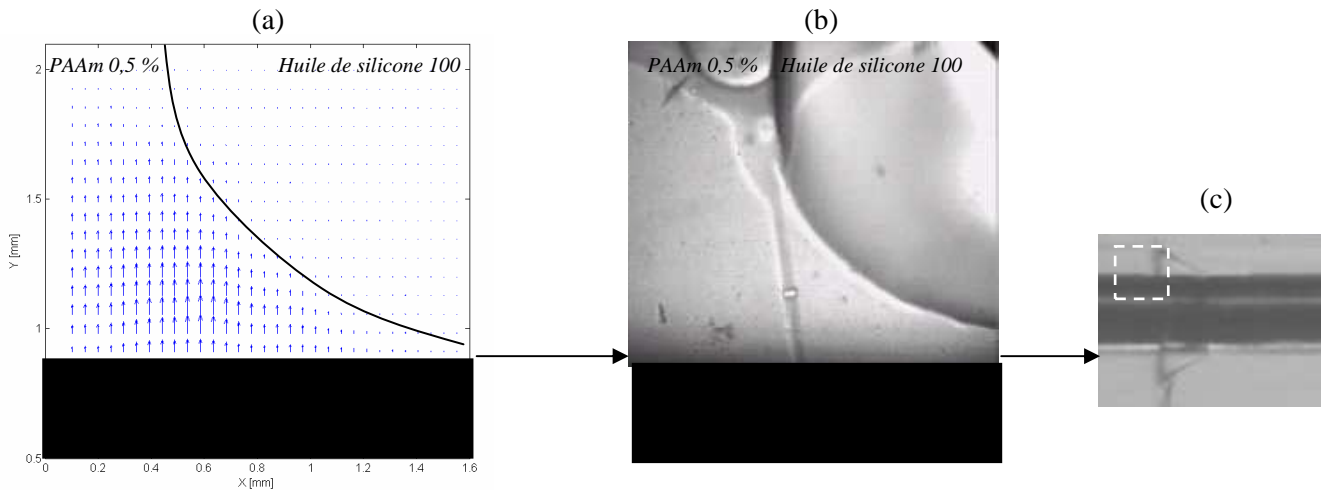 (a)
(b)
(c)
PAAm 0,5 %
Huile de silicone 100
PAAm 0,5 %
Huile de silicone 100
2
1.5
1
0.5
Y [mm]
0
0.2
0.4
0.6
0.8
1
1.2
1.4
1.6
X [mm]